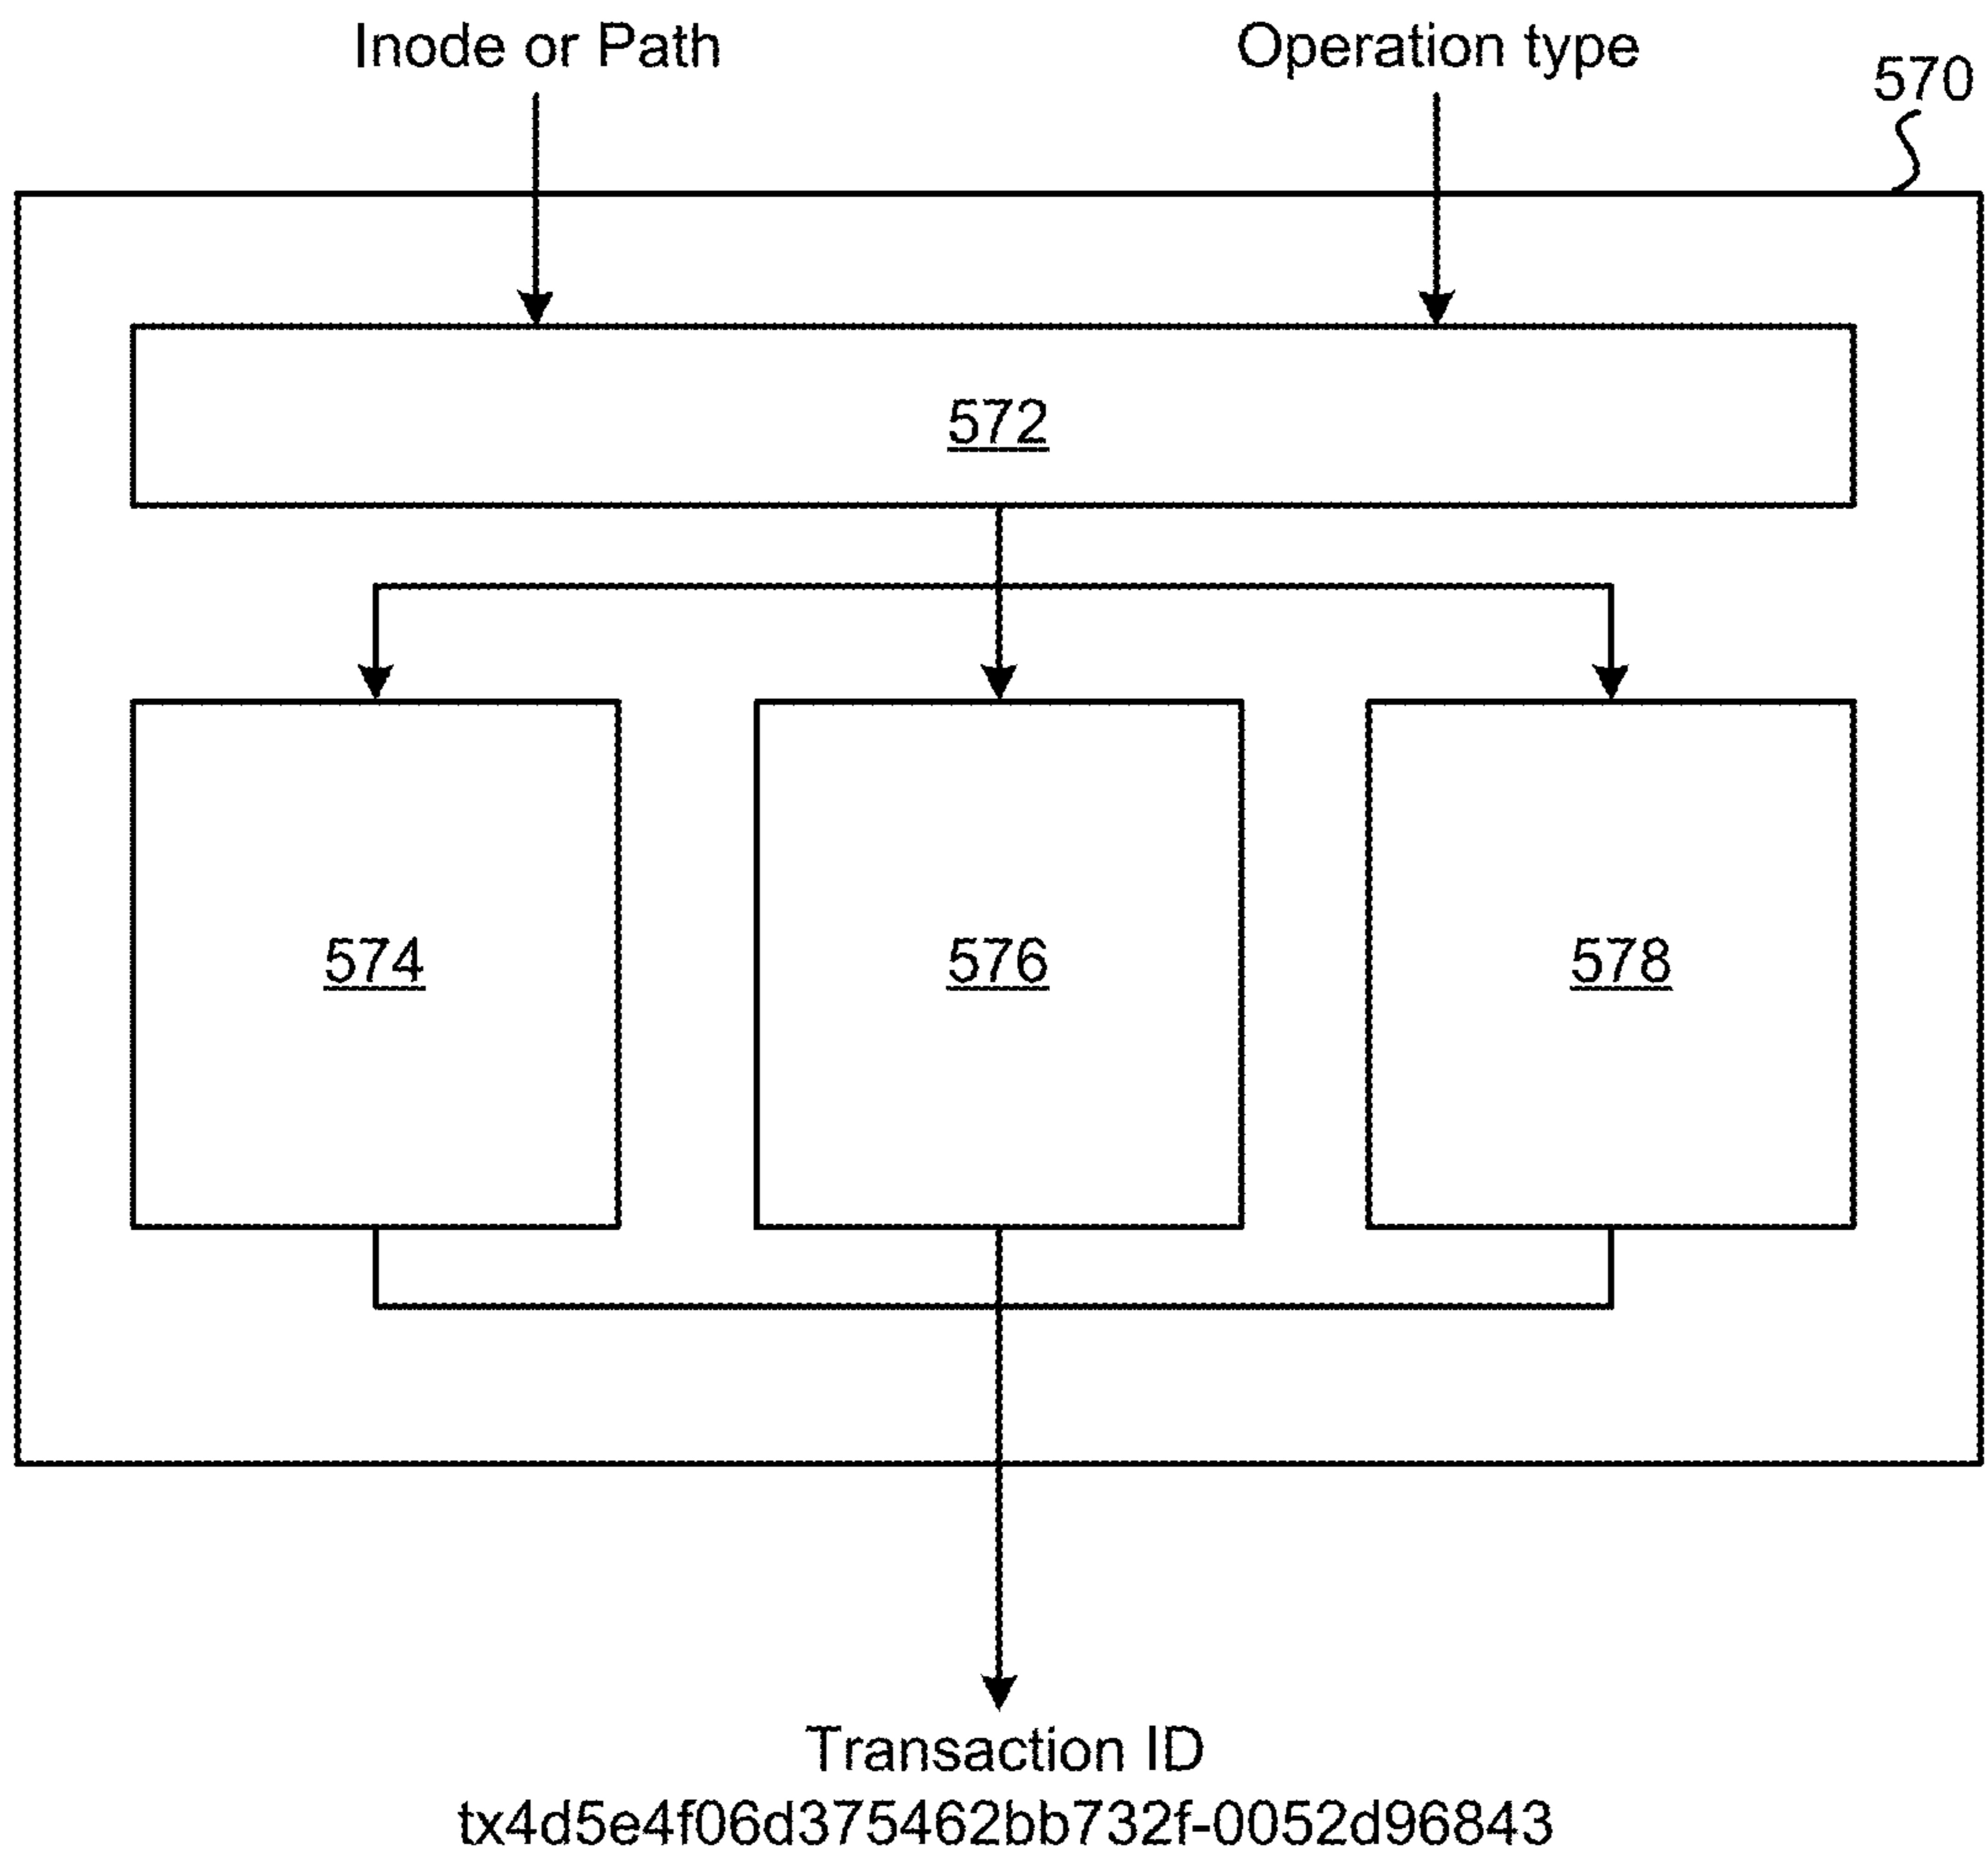 Inode or Path
Operation type
570
572
574
576
578
Transaction ID
tx4d5e4f06d375462bb732f-0052d96843